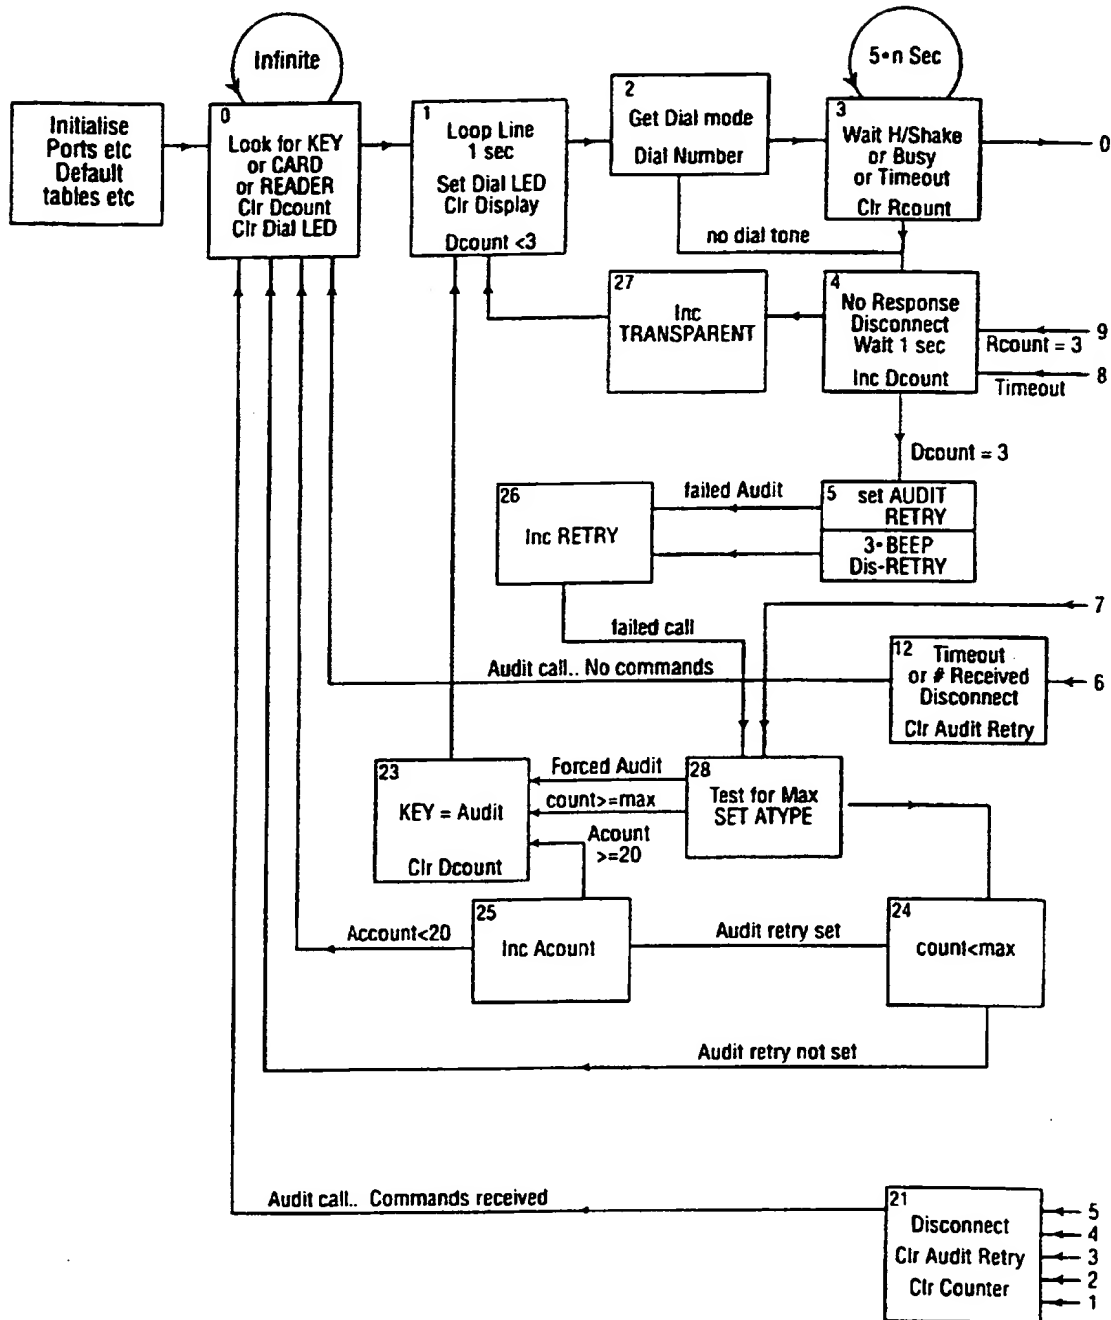 Infinite
5•n Sec
Initialise
Ports etc
Default
tables etc
0
Look for KEY
or CARD
or READER
Clr Dcount
Clr Dial LED
1
Loop Line
1 sec
Set Dial LED
Clr Display
Dcount <3
2
Get Dial mode
Dial Number
3
Wait H/Shake
or Busy
or Timeout
Clr Rcount
0
no dial tone
27
Inc
TRANSPARENT
4
No Response
Disconnect
Wait 1 sec
Inc Dcount
9
Rcount = 3
8
Timeout
Dcount = 3
26
Inc RETRY
failed Audit
5
set AUDIT
RETRY
3•BEEP
Dis-RETRY
7
failed call
Audit call.. No commands
12
Timeout
or # Received
Disconnect
Clr Audit Retry
6
23
KEY = Audit
Clr Dcount
Forced Audit
count>=max
Acount
>=20
28
Test for Max
SET ATYPE
Account<20
25
Inc Acount
Audit retry set
24
count<max
Audit retry not set
Audit call.. Commands received
21
Disconnect
Clr Audit Retry
Clr Counter
5
4
3
2
1